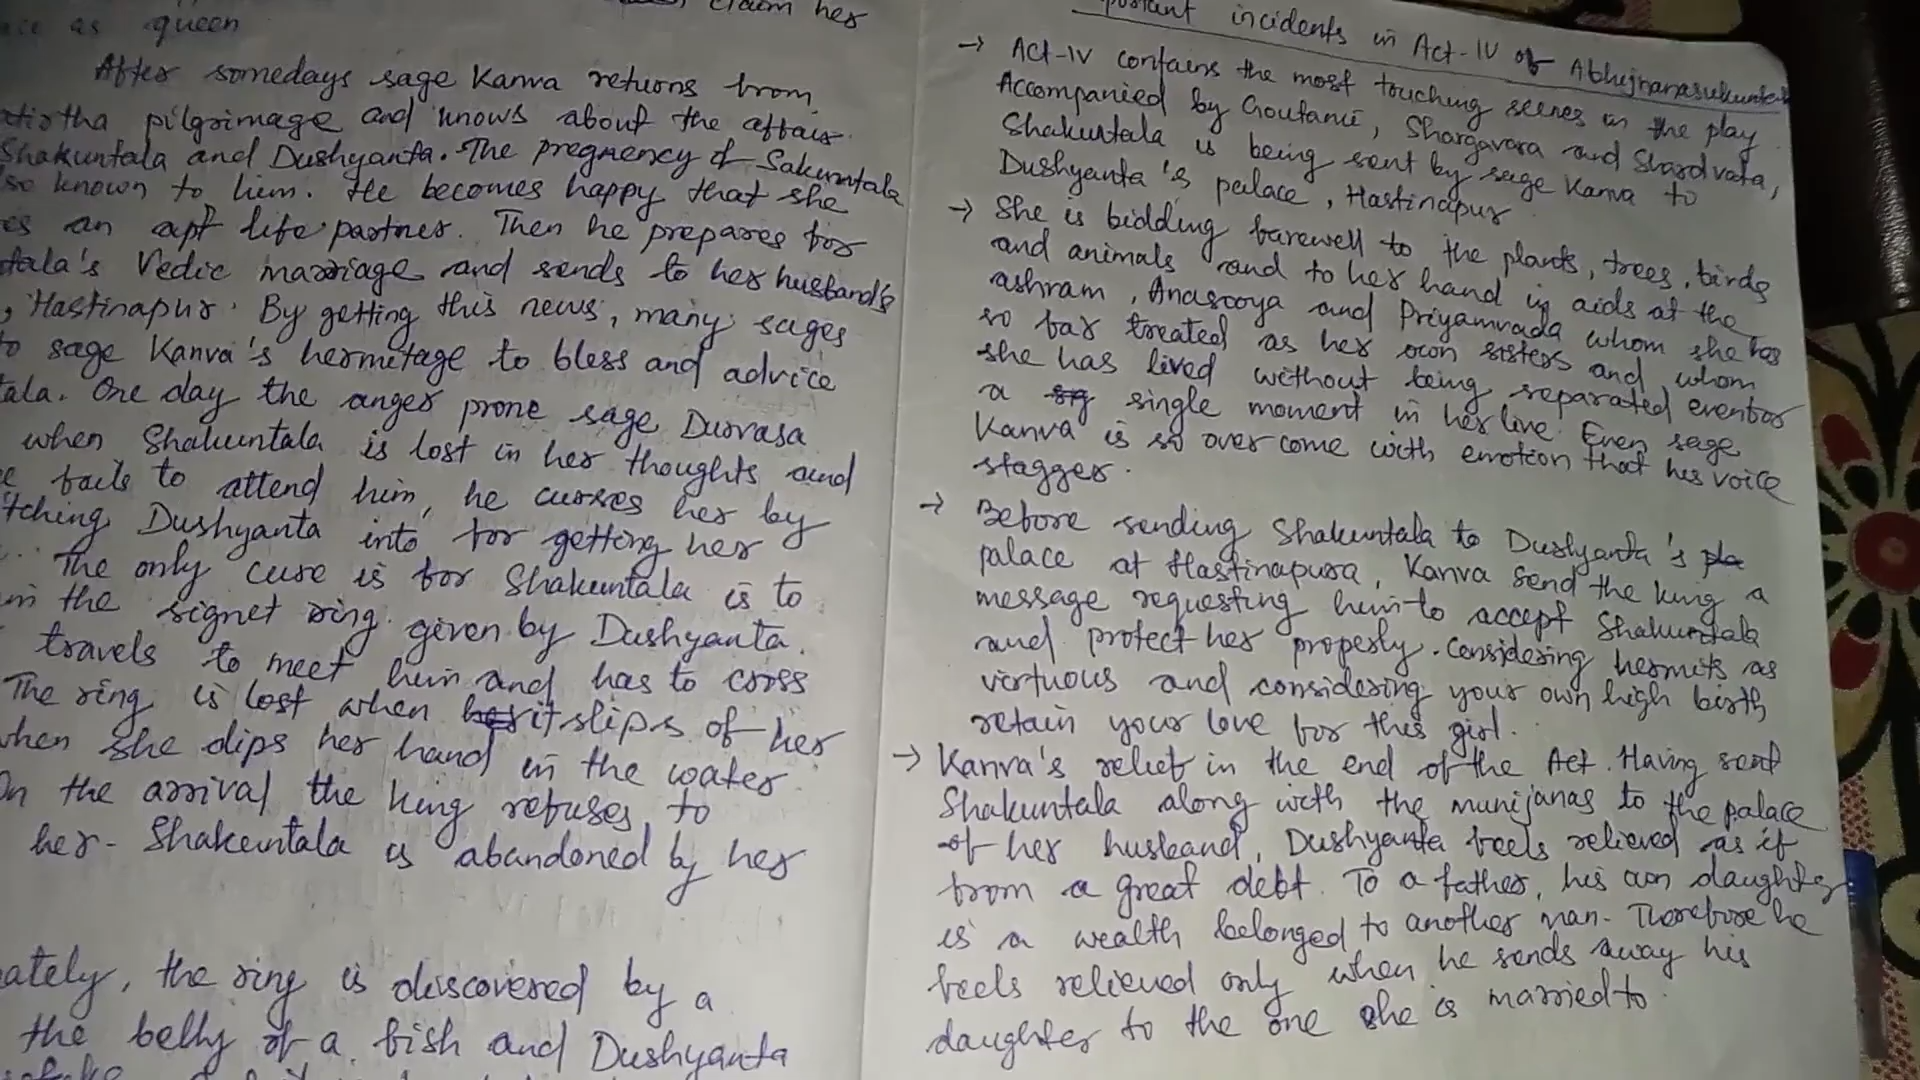 claim her
as queen
After somedays sage Kanva returns from
pilgrimage and knows about the affair
Shakuntala and Dushyanta. The pregnency of Sakuntala
so known to him. He becomes happy that she
es an apt life partner. Then he prepares for
tala's Vedic marriage and sends to her husband's
, Hastinapur. By getting this news, many sages
to sage Kanva's hermitage to bless and advice
tala. One day the anger prone sage Durvasa
when Shakuntala is lost in her thoughts and
e fails to attend him, he curses her by
tching Dushyanta into for getting her
The only cure is for Shakuntala is to
in the signet ring given by Dushyanta.
travels to meet him and has to cross
The ring is lost when it slips of her
when she dips her hand in the water
On the arrival the king refuses to
her - Shakuntala is abandoned by her
ately, the ring is discovered by a
the belly of a fish and Dushyanta
portant incidents in Act-IV of Abhijnanasukunta
→ Act-IV contains the most touching scenes in the play
Accompanied by Goutami, Shargavara and Shardvata,
Shakuntala is being sent by sage Kanva to
Dushyanta's palace, Hastinapur
→ She is bidding farewell to the plants, trees, birds
and animals and to her hand in aids at the
ashram, Anasooya and Priyamvada whom she has
so far treated as her own sisters and whom
she has lived without being separated even for
a single moment in her live. Even sage
Kanva is so over come with emotion that his voice
stagger.
→ Before sending Shakuntala to Dushyanta's
palace at Hastinapura, Kanva send the king a
message requesting him to accept Shakuntala
and protect her properly. Considering hermits as
virtuous and considering your own high birth
retain your love for this girl.
→ Kanva's relief in the end of the Act. Having sent
Shakuntala along with the munijanas to the palace
of her husband, Dushyanta feels relieved as if
from a great debt. To a father, his own daughter
is a wealth belonged to another man. Therefore he
feels relieved only when he sends away his
daughter to the one she is married to.